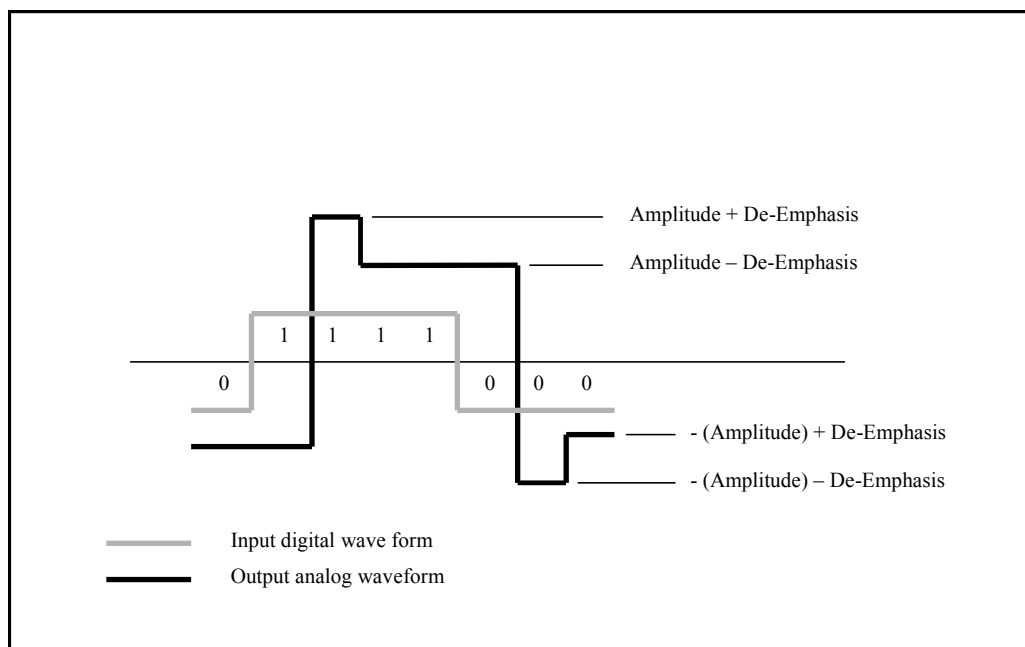 Amplitude + De-Emphasis
Amplitude – De-Emphasis
1 1 1 1
0 0 0 0
- (Amplitude) + De-Emphasis
- (Amplitude) – De-Emphasis
Input digital wave form
Output analog waveform